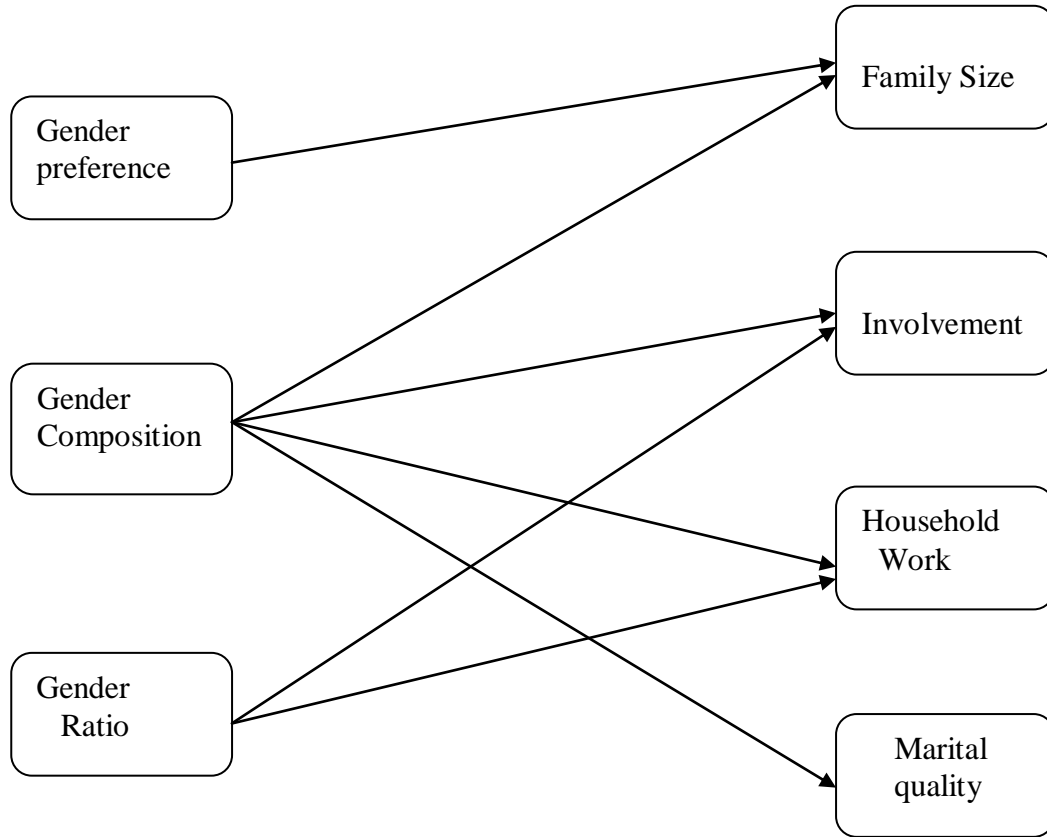 Gender
preference
Gender
Composition
Gender
Ratio
Family Size
Involvement
Household
Work
Marital
quality